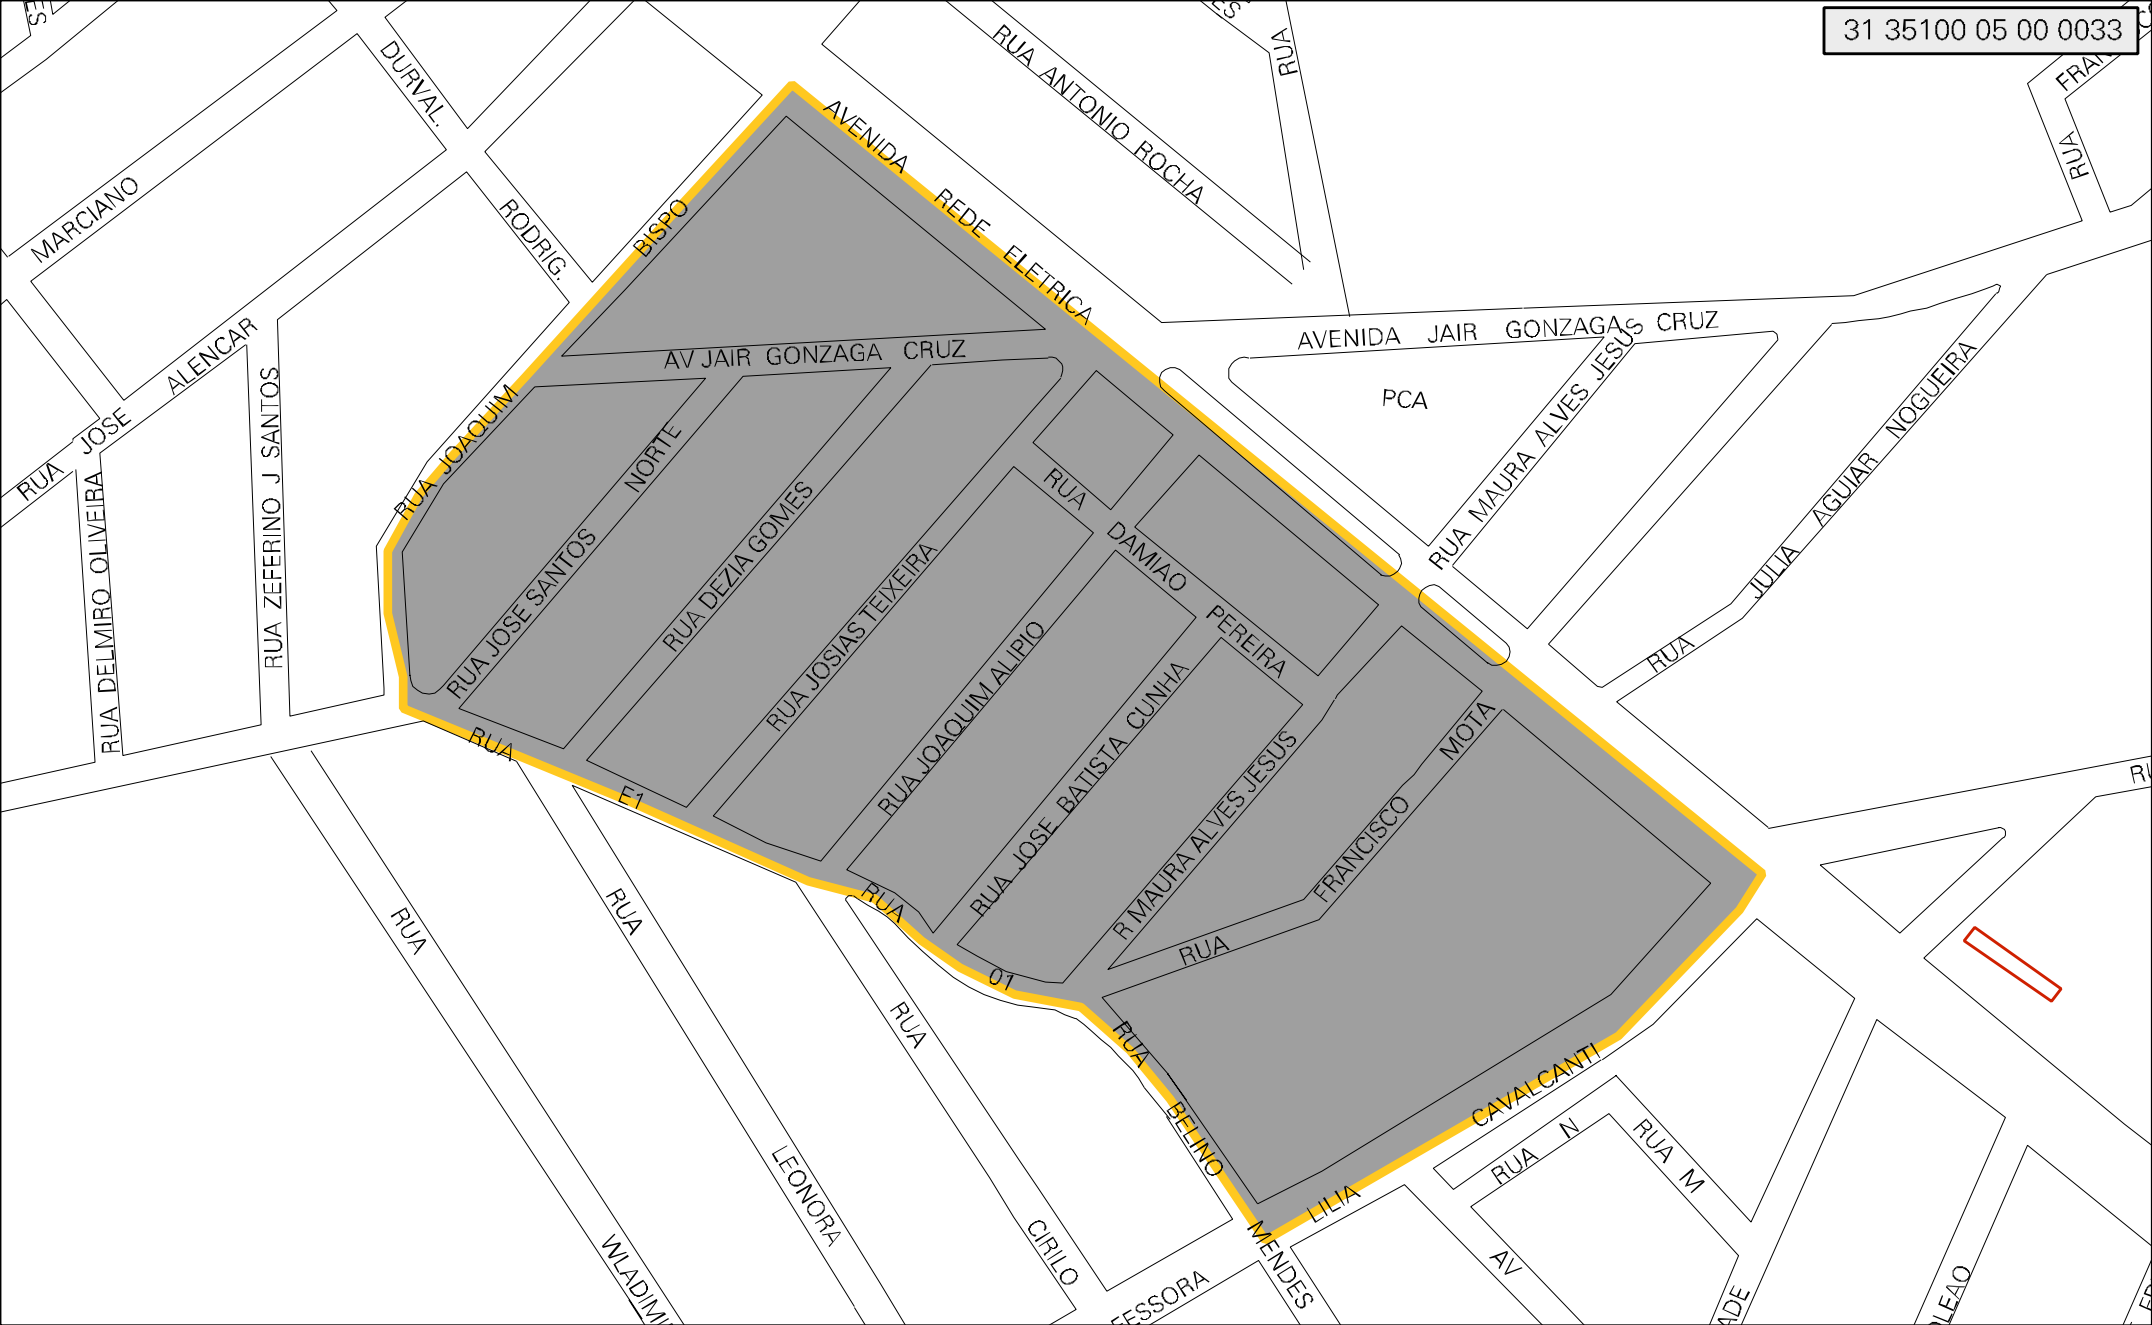 31 35100 05 00 0033
DURVAL.
RODRIG.
MARCIANO
RUA JOSE ALENCAR
RUA DELMIRO OLIVEIRA
RUA ZEFERINO J SANTOS
RUA JOAQUIM BISPO
AVENIDA REDE ELETRICA
RUA ANTONIO ROCHA
RUA
RUA
AV JAIR GONZAGA CRUZ
AVENIDA JAIR GONZAGA CRUZ
PCA
RUA MAURA ALVES JESUS
RUA JULIA AGUIAR NOGUEIRA
RUA JOSE SANTOS NORTE
RUA DEZIA GOMES
RUA JOSIAS TEIXEIRA
RUA JOAQUIM ALIPIO
RUA JOSE BATISTA CUNHA
R MAURA ALVES JESUS
RUA FRANCISCO MOTA
RUA DAMIAO PEREIRA
RUA E1
RUA 01
RUA BELINO MENDES
LILIA CAVALCANTI
RUA
RUA LEONORA
RUA CIRILO
RUA N
RUA M
AV